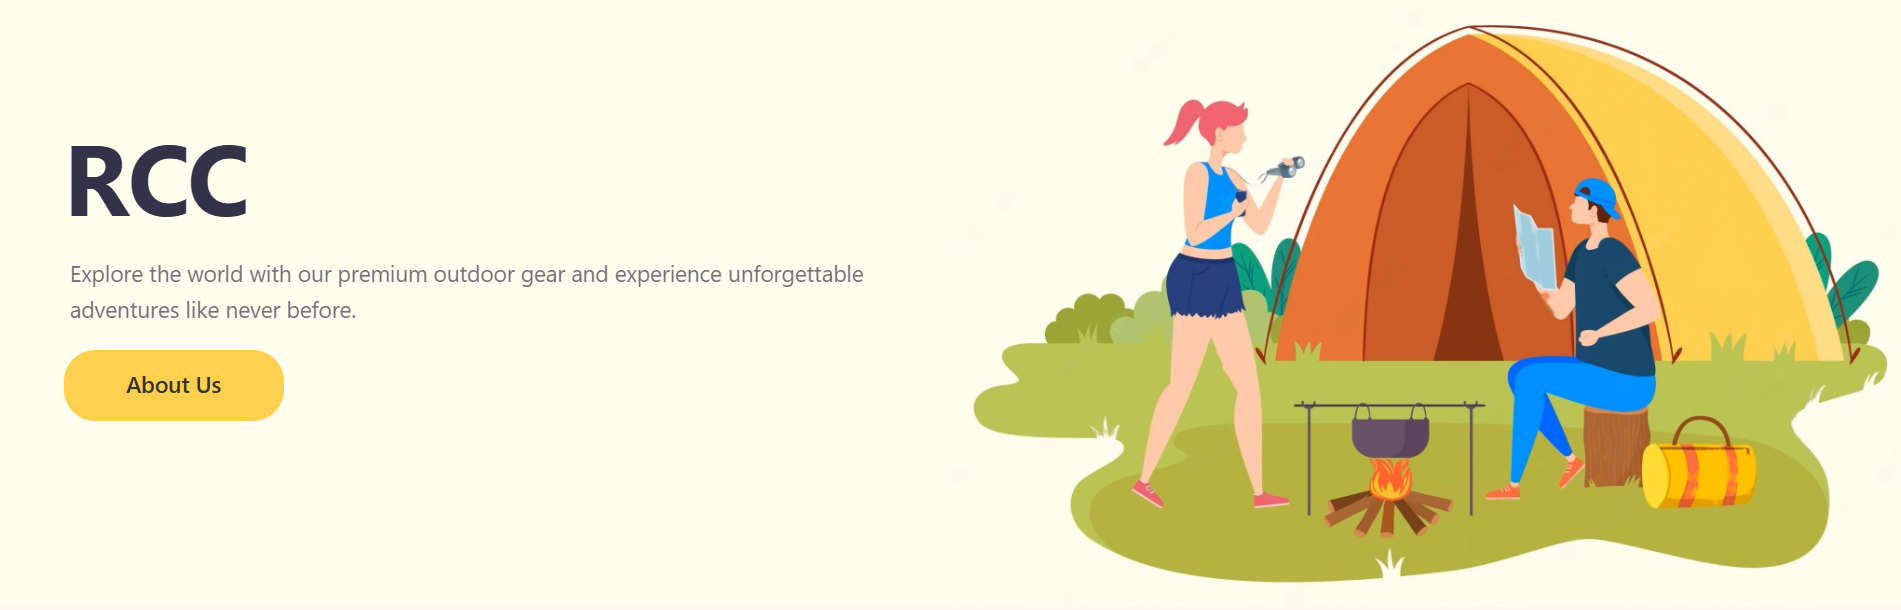 RCC
Explore the world with our premium outdoor gear and experience unforgettable
adventures like never before.
About Us